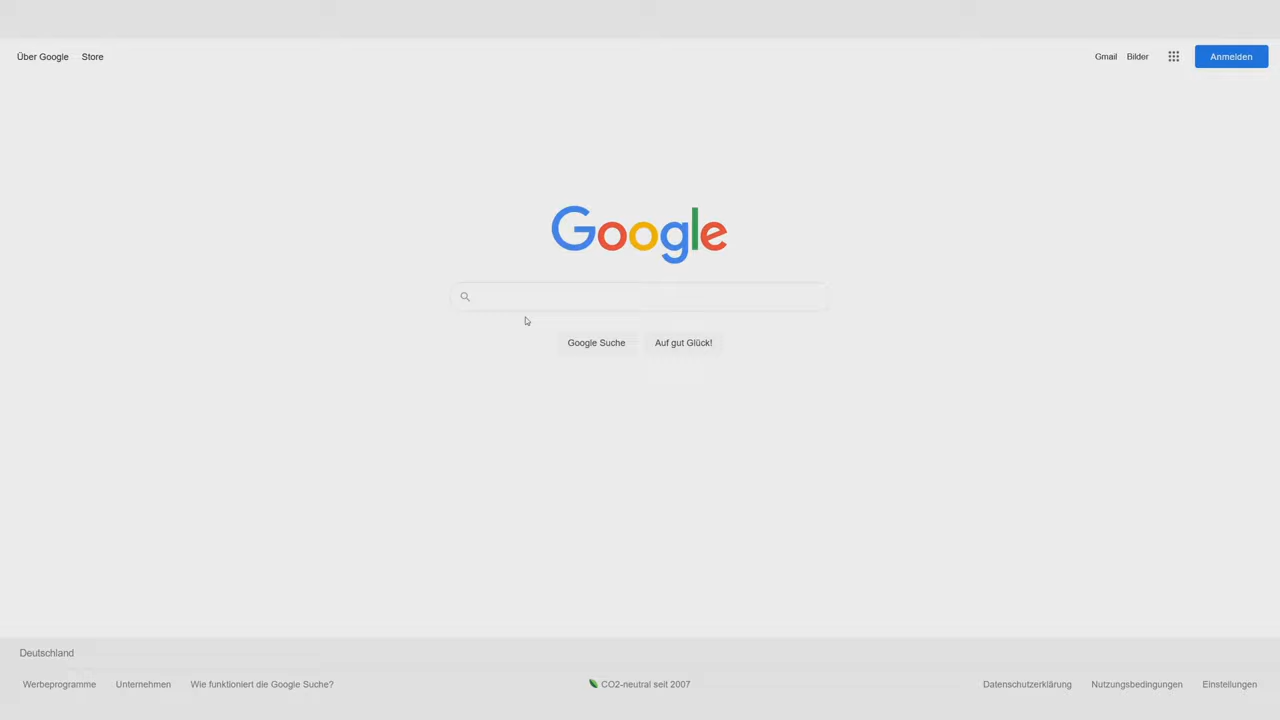 Über Google Store
Gmail Bilder Anmelden
Google
Google Suche Auf gut Glück!
Deutschland
Werbeprogramme Unternehmen Wie funktioniert die Google Suche? CO2-neutral seit 2007 Datenschutzerklärung Nutzungsbedingungen Einstellungen